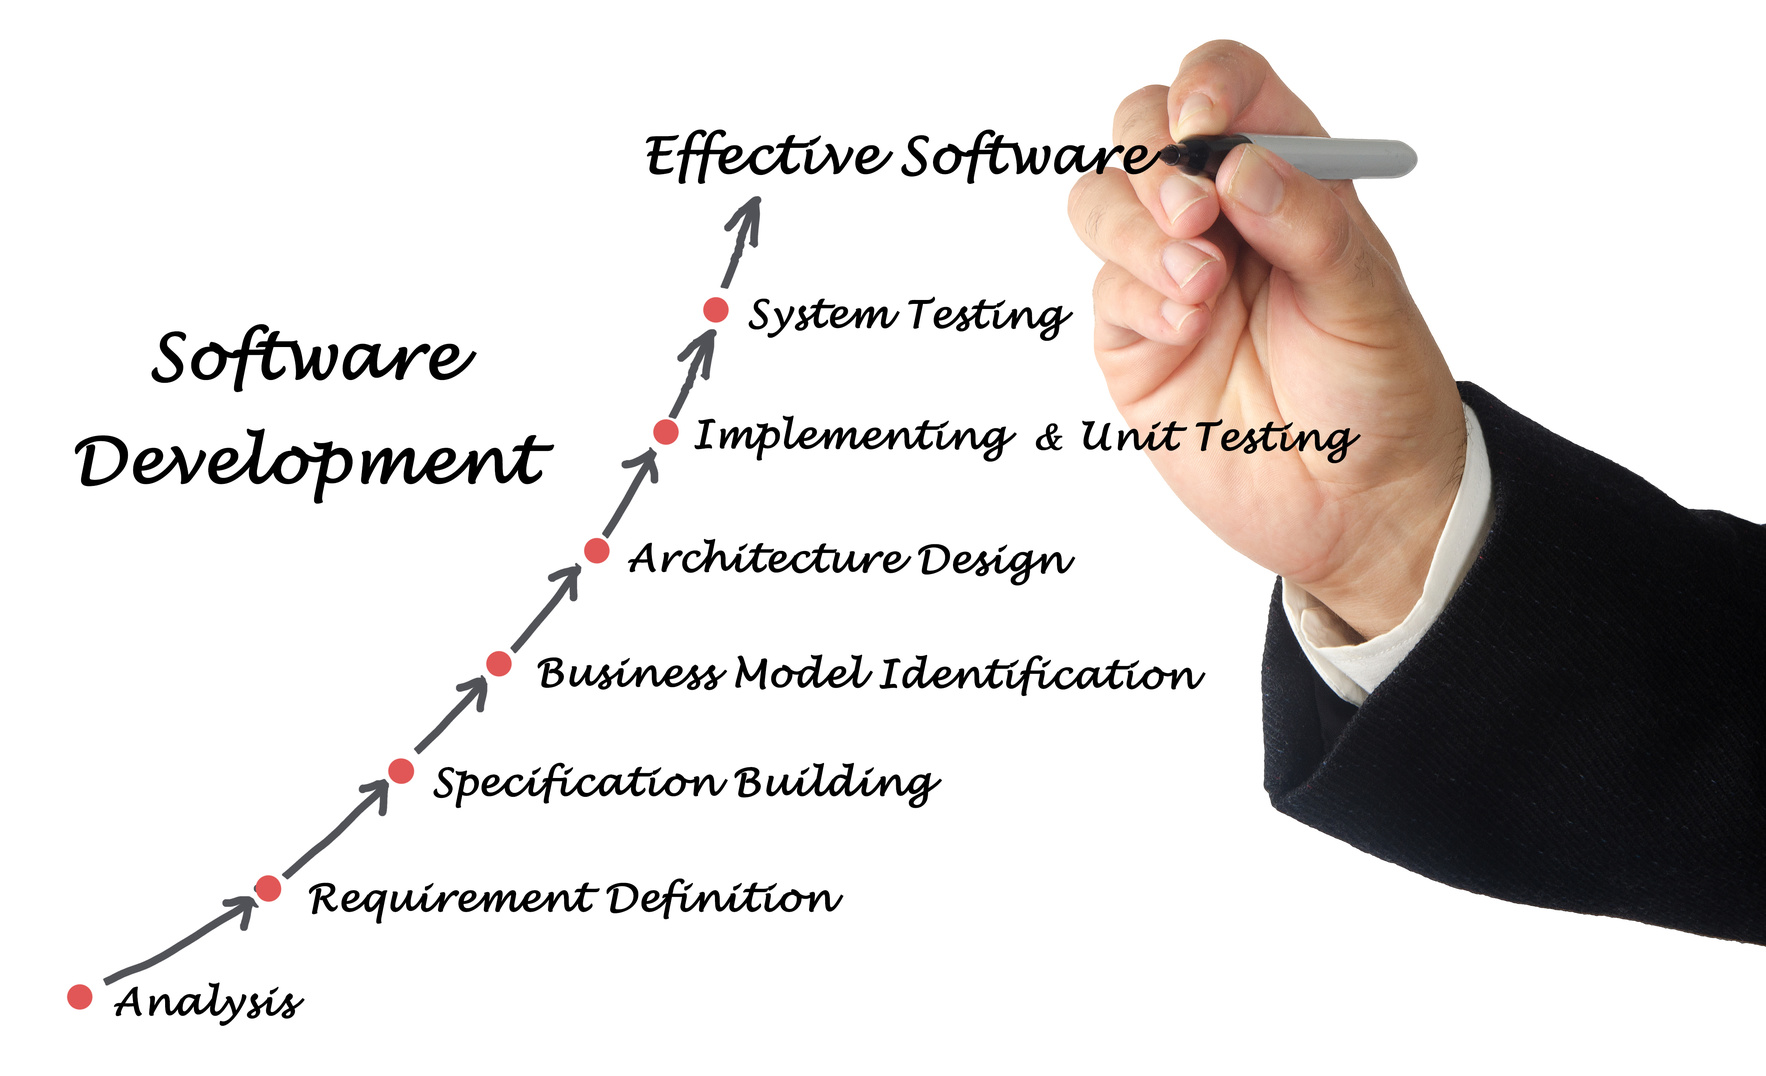 Effective Software
System Testing
Software
Development
Implementing & Unit Testing
Architecture Design
Business Model Identification
Specification Building
Requirement Definition
Analysis